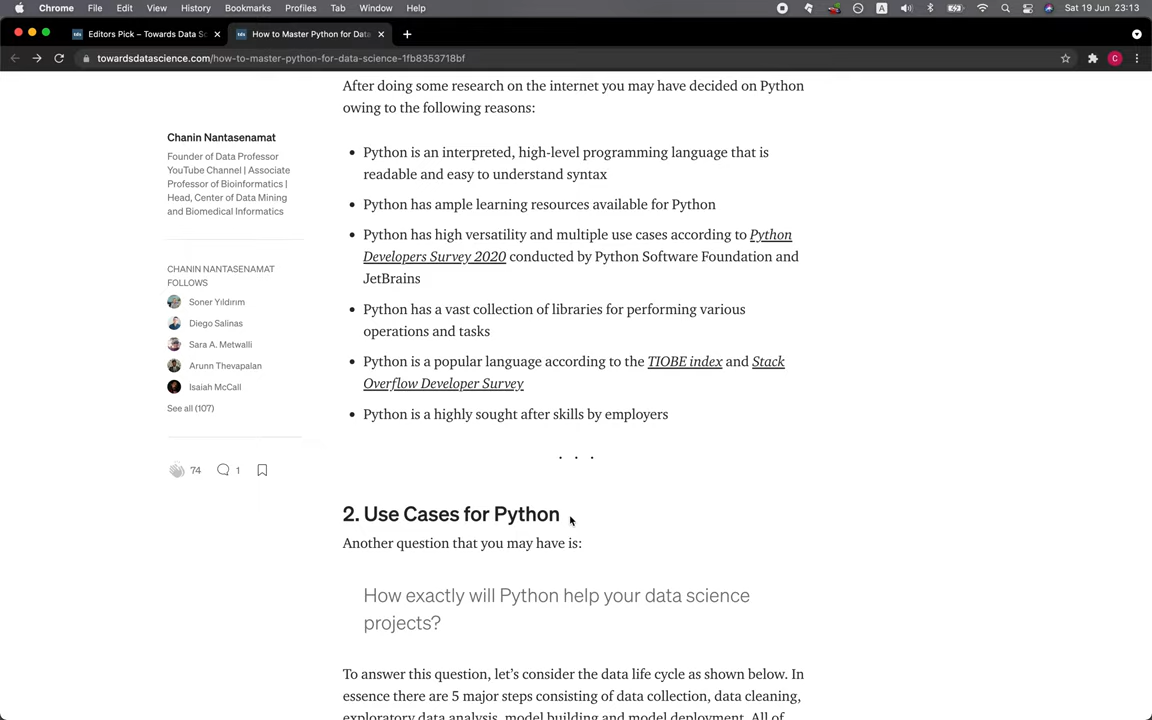 Chrome File Edit View History Bookmarks Profiles Tab Window Help A Sat 19 Jun 23:13
tds Editors Pick – Towards Data Sc × tds How to Master Python for Data × +
towardsdatascience.com/how-to-master-python-for-data-science-1fb8353718bf C
After doing some research on the internet you may have decided on Python
owing to the following reasons:
• Python is an interpreted, high-level programming language that is
readable and easy to understand syntax
• Python has ample learning resources available for Python
• Python has high versatility and multiple use cases according to Python
Developers Survey 2020 conducted by Python Software Foundation and
JetBrains
• Python has a vast collection of libraries for performing various
operations and tasks
• Python is a popular language according to the TIOBE index and Stack
Overflow Developer Survey
• Python is a highly sought after skills by employers
. . .
2. Use Cases for Python
Another question that you may have is:
How exactly will Python help your data science
projects?
To answer this question, let’s consider the data life cycle as shown below. In
essence there are 5 major steps consisting of data collection, data cleaning,
exploratory data analysis, model building and model deployment. All of
Chanin Nantasenamat
Founder of Data Professor
YouTube Channel | Associate
Professor of Bioinformatics |
Head, Center of Data Mining
and Biomedical Informatics
CHANIN NANTASENAMAT
FOLLOWS
Soner Yıldırım
Diego Salinas
Sara A. Metwalli
Arunn Thevapalan
Isaiah McCall
See all (107)
74 1